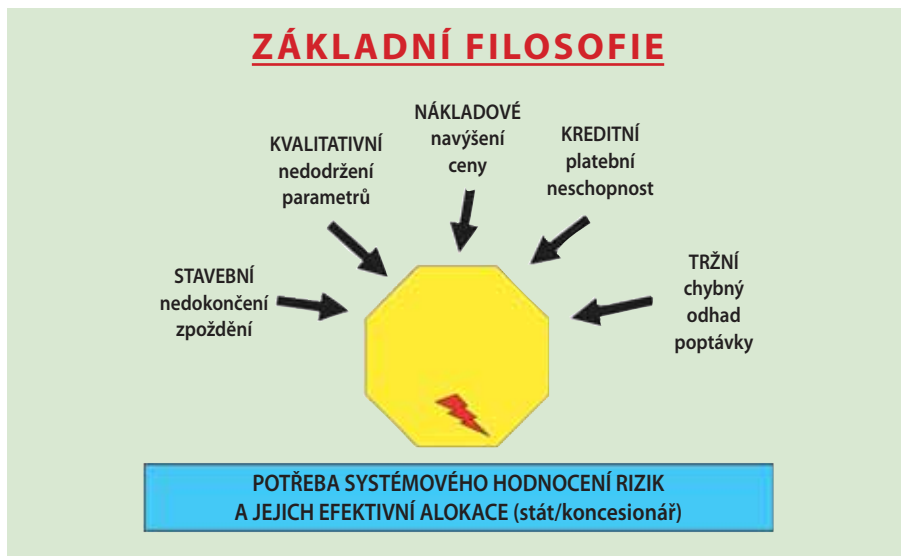 ZÁKLADNÍ FILOSOFIE
STAVEBNÍ
nedokončení
zpoždění
KVALITATIVNÍ
nedodržení
parametrů
NÁKLADOVÉ
navýšení
ceny
KREDITNÍ
platební
neschopnost
TRŽNÍ
chybný
odhad
poptávky
POTŘEBA SYSTÉMOVÉHO HODNOCENÍ RIZIK
A JEJICH EFEKTIVNÍ ALOKACE (stát/koncesionář)